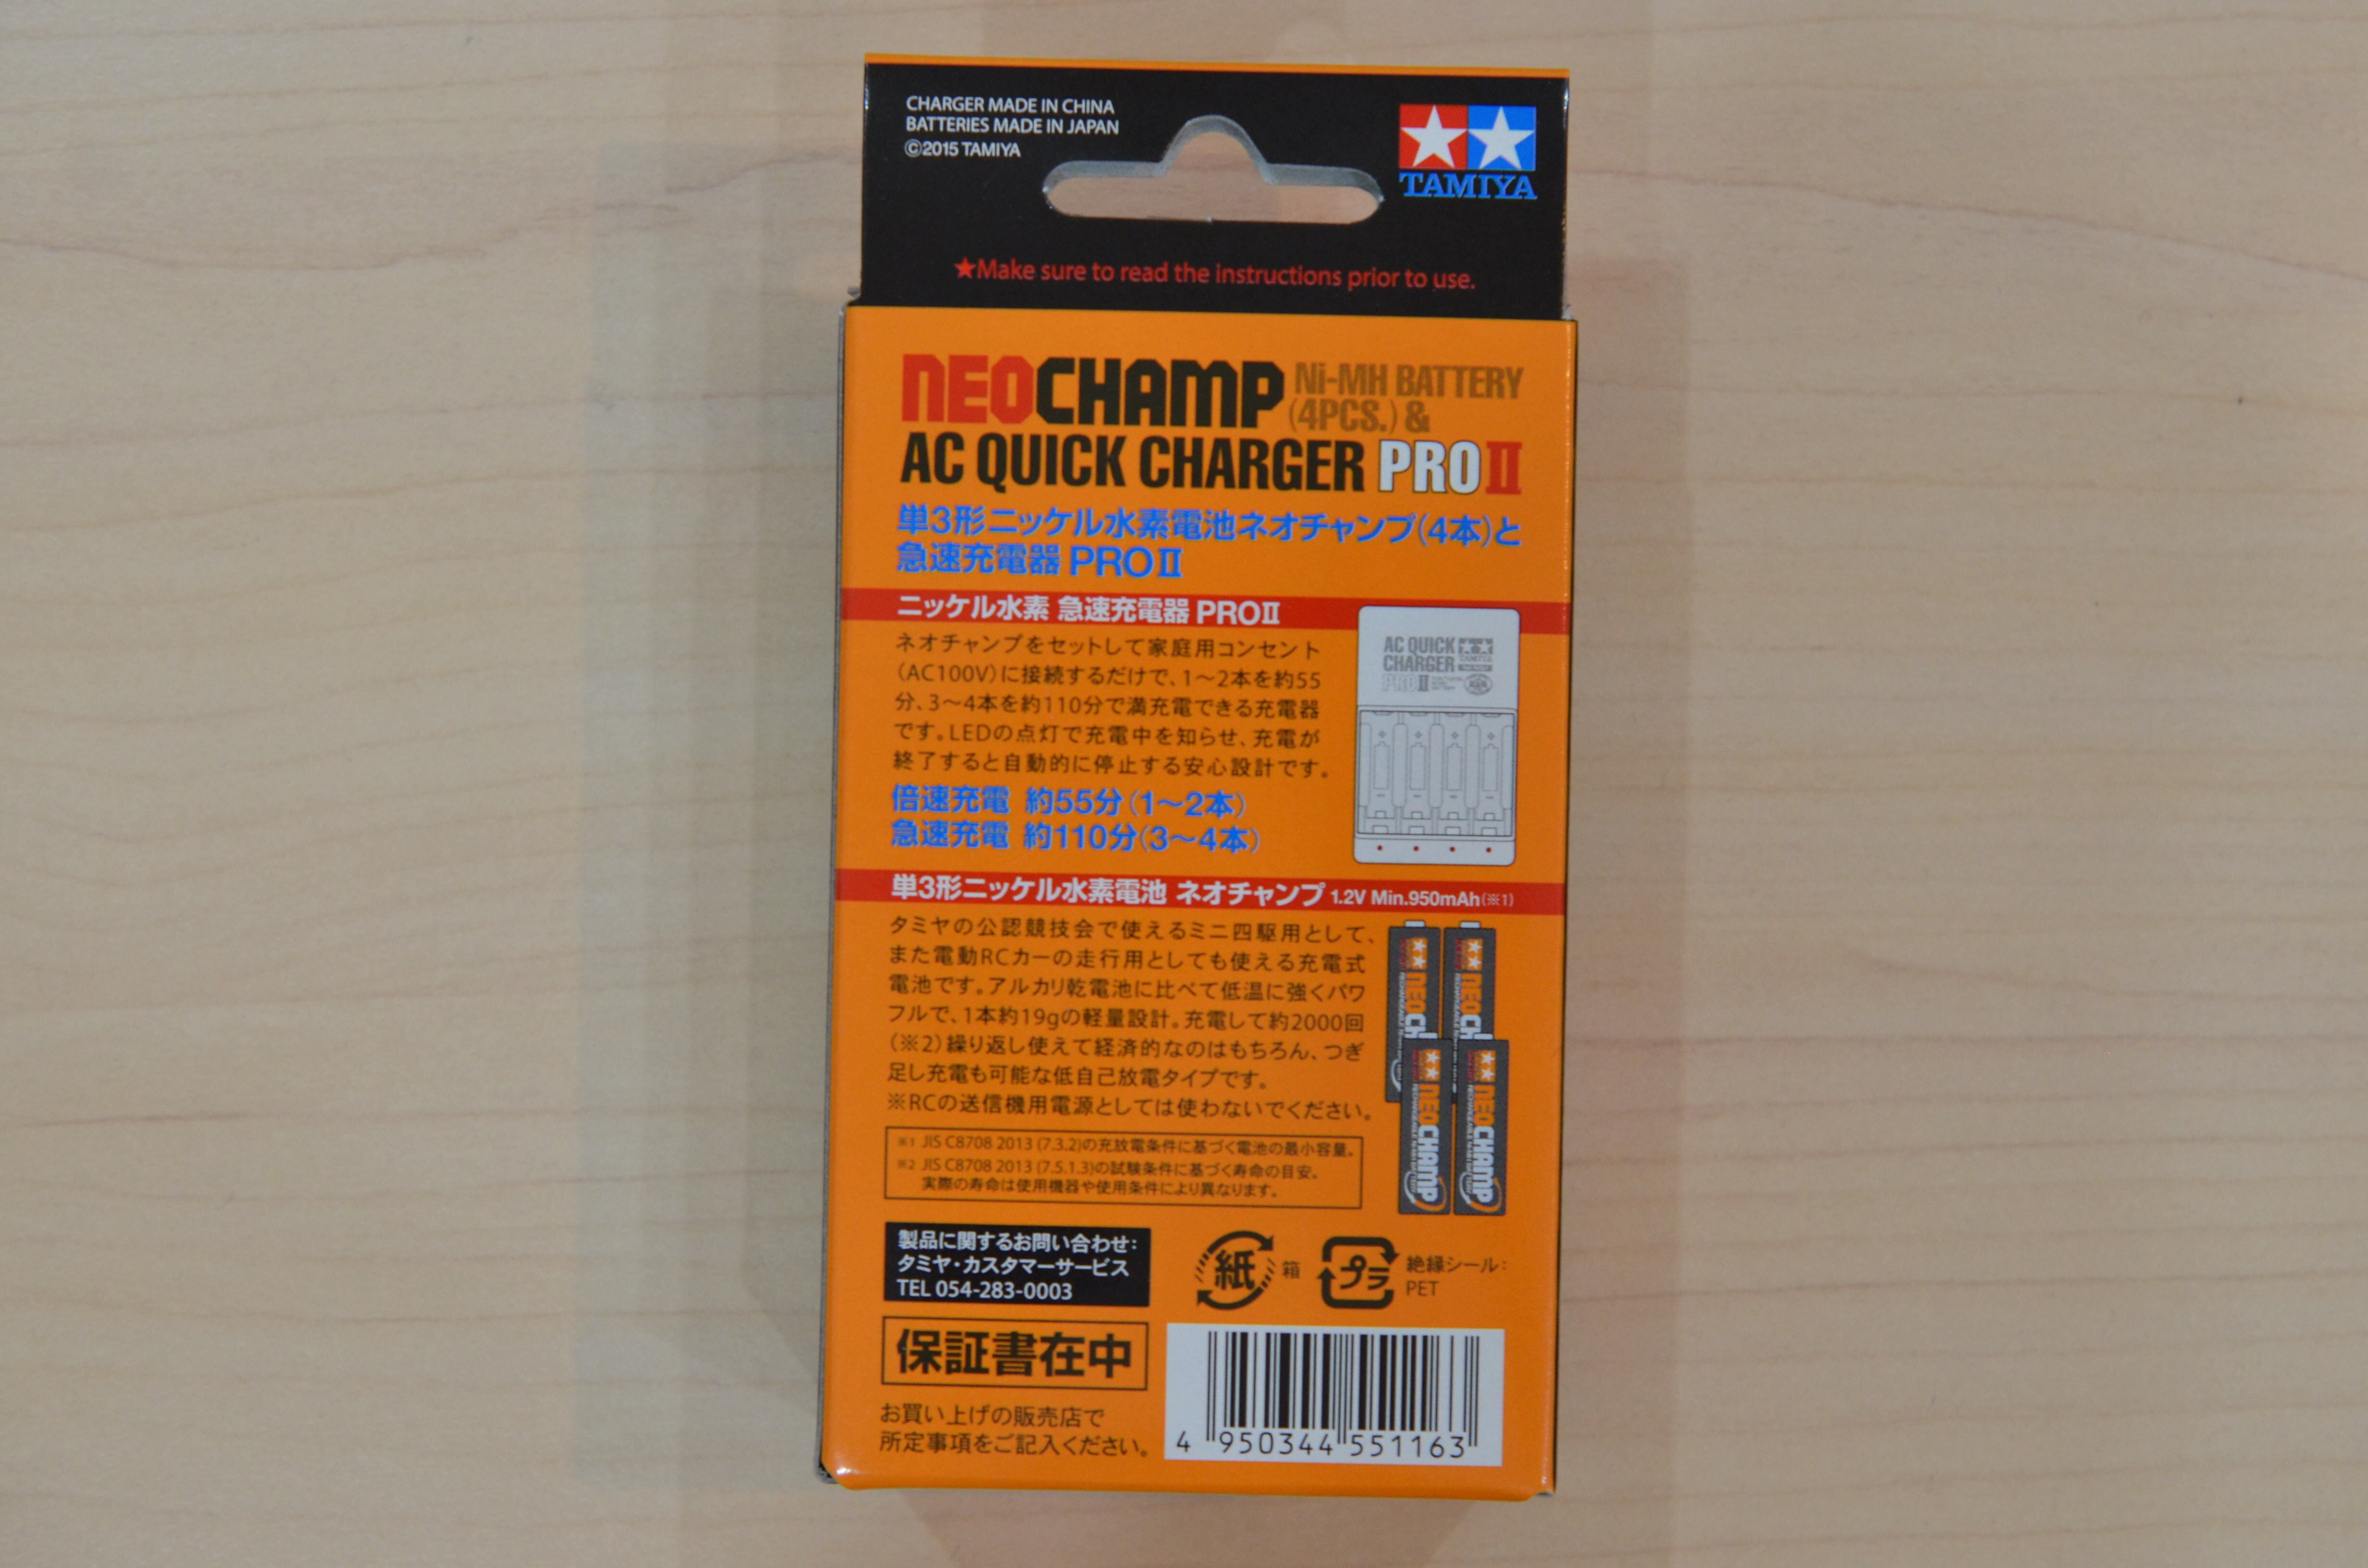 CHARGER MADE IN CHINA
BATTERIES MADE IN JAPAN
©2015 TAMIYA
TAMIYA
★Make sure to read the instructions prior to use.
NEOCHAMP Ni-MH BATTERY
(4PCS.) &
AC QUICK CHARGER PRO II
単3形ニッケル水素電池ネオチャンプ(4本)と
急速充電器 PROⅡ
ニッケル水素 急速充電器 PROⅡ
ネオチャンプをセットして家庭用コンセント
(AC100V)に接続するだけで、1〜2本を約55
分、3〜4本を約110分で満充電できる充電器
です。LEDの点灯で充電中を知らせ、充電が
終了すると自動的に停止する安心設計です。
AC QUICK
CHARGER
PRO II
TAMIYA
倍速充電 約55分(1〜2本)
急速充電 約110分(3〜4本)
単3形ニッケル水素電池 ネオチャンプ 1.2V Min.950mAh(※1)
タミヤの公認競技会で使えるミニ四駆用として、
また電動RCカーの走行用としても使える充電式
電池です。アルカリ乾電池に比べて低温に強くパワ
フルで、1本約19gの軽量設計。充電して約2000回
(※2)繰り返し使えて経済的なのはもちろん、つぎ
足し充電も可能な低自己放電タイプです。
※RCの送信機用電源としては使わないでください。
NEOCH
NEOCH
NEOCHAMP
NEOCHAMP
※1 JIS C8708 2013 (7.3.2)の充放電条件に基づく電池の最小容量。
※2 JIS C8708 2013 (7.5.1.3)の試験条件に基づく寿命の目安。
実際の寿命は使用機器や使用条件により異なります。
製品に関するお問い合わせ:
タミヤ・カスタマーサービス
TEL 054-283-0003
紙 箱
プラ 絶縁シール:
PET
保証書在中
お買い上げの販売店で
所定事項をご記入ください。
4 950344 551163